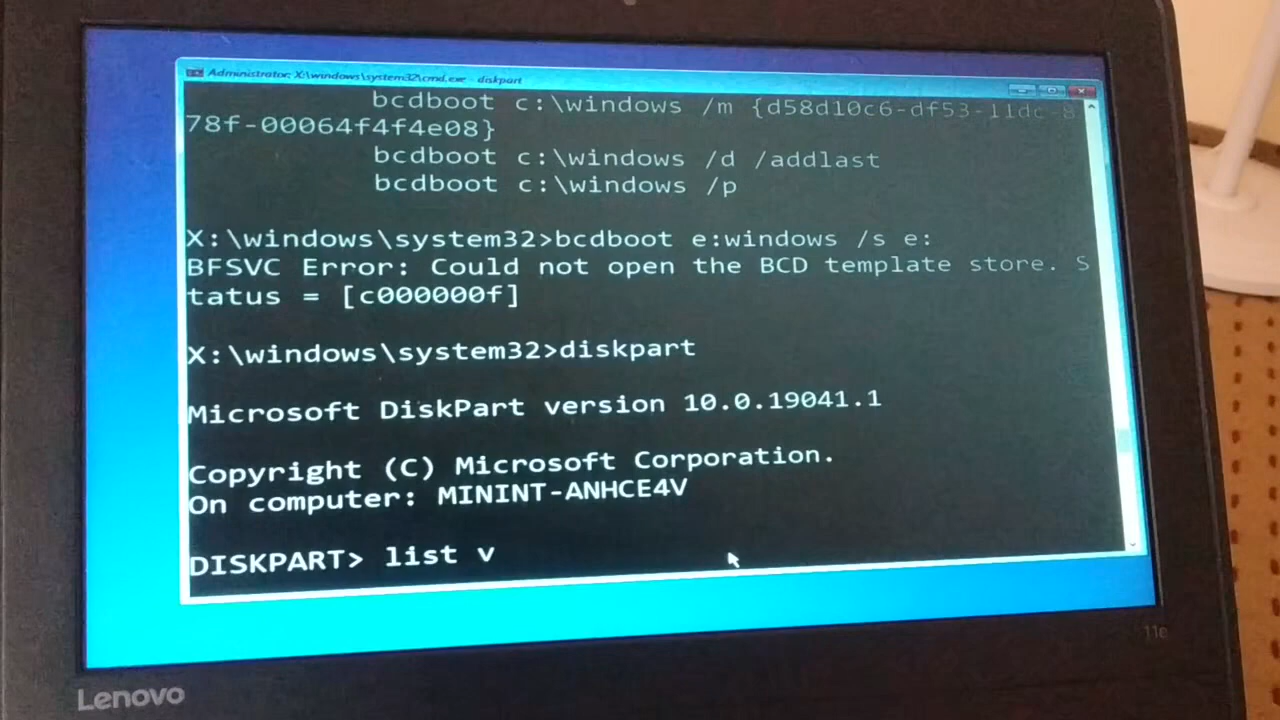 Administrator: X:\windows\system32\cmd.exe - diskpart
bcdboot c:\windows /m {d58d10c6-df53-11dc-8
78f-00064f4f4e08}
bcdboot c:\windows /d /addlast
bcdboot c:\windows /p
X:\windows\system32>bcdboot e:windows /s e:
BFSVC Error: Could not open the BCD template store. S
tatus = [c000000f]
X:\windows\system32>diskpart
Microsoft DiskPart version 10.0.19041.1
Copyright (C) Microsoft Corporation.
On computer: MININT-ANHCE4V
DISKPART> list v
11e
Lenovo